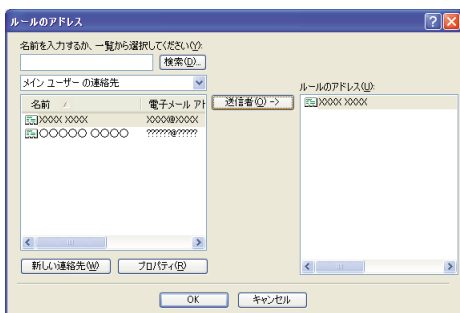 ルールのアドレス
名前を入力するか、一覧から選択してください(Y):
検索(D)...
メイン ユーザー の連絡先
名前
電子メール アト
送信者(O) ->
ルールのアドレス(U):
XXXX XXXX
XXXX@XXXX
XXXX XXXX
〇〇〇〇〇 〇〇〇〇
??????@?????
新しい連絡先(W)
プロパティ(R)
OK
キャンセル